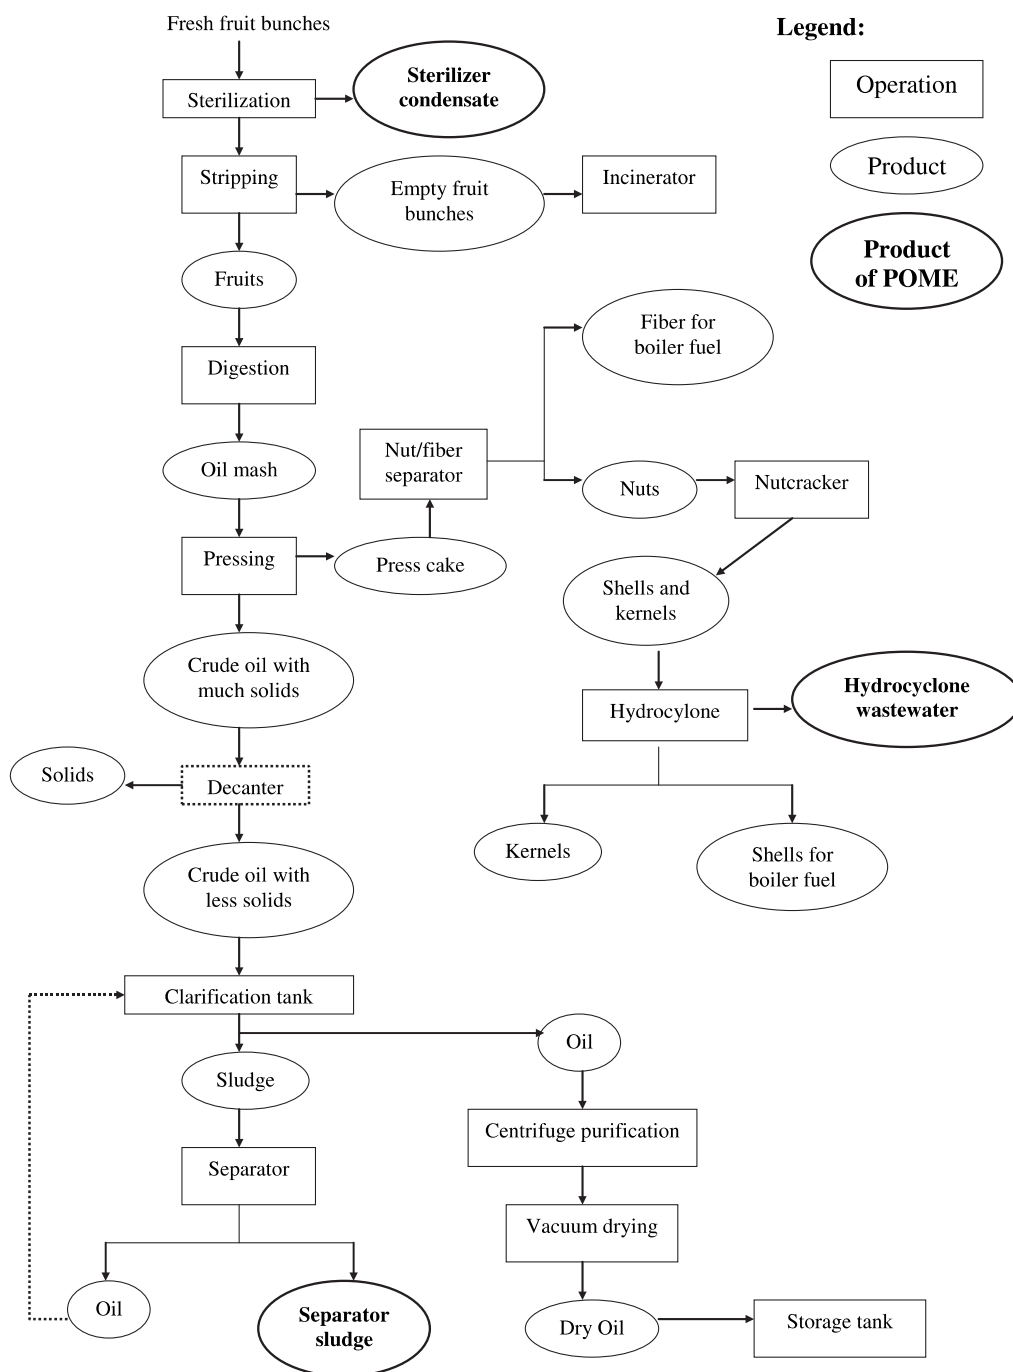 Fresh fruit bunches
Legend:
Sterilizer
condensate
Operation
Sterilization
Product
Stripping
Empty fruit
bunches
Incinerator
Product
of POME
Fruits
Fiber for
boiler fuel
Digestion
Nut/fiber
separator
Oil mash
Nuts
Nutcracker
Pressing
Press cake
Shells and
kernels
Crude oil with
much solids
Hydrocyclone
wastewater
Hydrocylone
Solids
Decanter
Kernels
Shells for
boiler fuel
Crude oil with
less solids
Clarification tank
Oil
Sludge
Centrifuge purification
Separator
Vacuum drying
Oil
Separator
sludge
Dry Oil
Storage tank